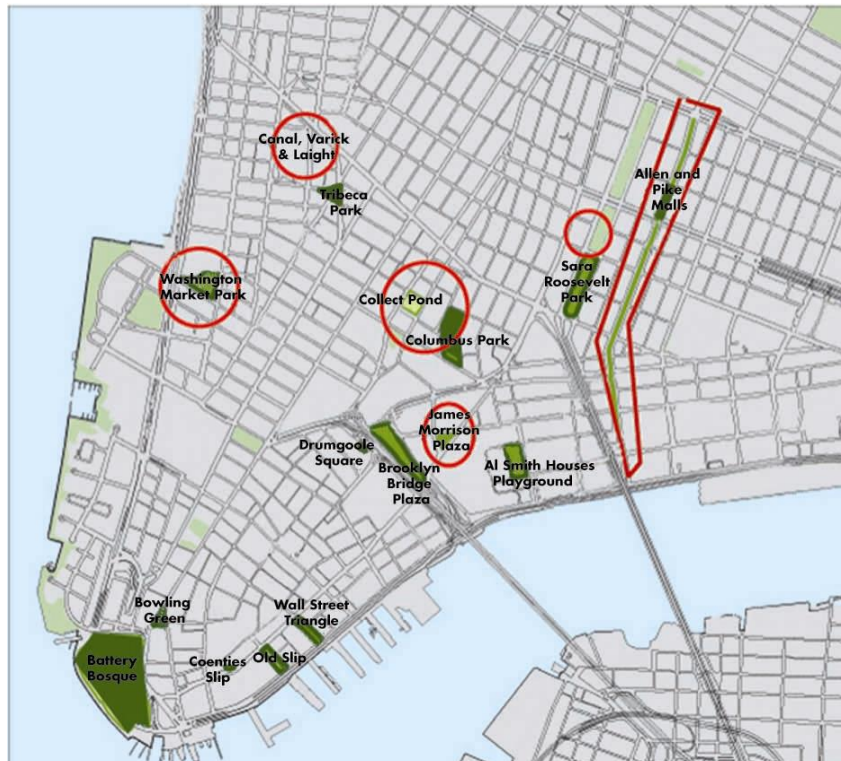 Canal, Varick
& Laight
Tribeca
Park
Allen and
Pike
Malls
Washington
Market Park
Sara
Roosevelt
Park
Collect Pond
Columbus Park
James
Morrison
Plaza
Drumgoole
Square
Brooklyn
Bridge
Plaza
Al Smith Houses
Playground
Bowling
Green
Wall Street
Triangle
Battery
Bosque
Coenties
Slip
Old Slip